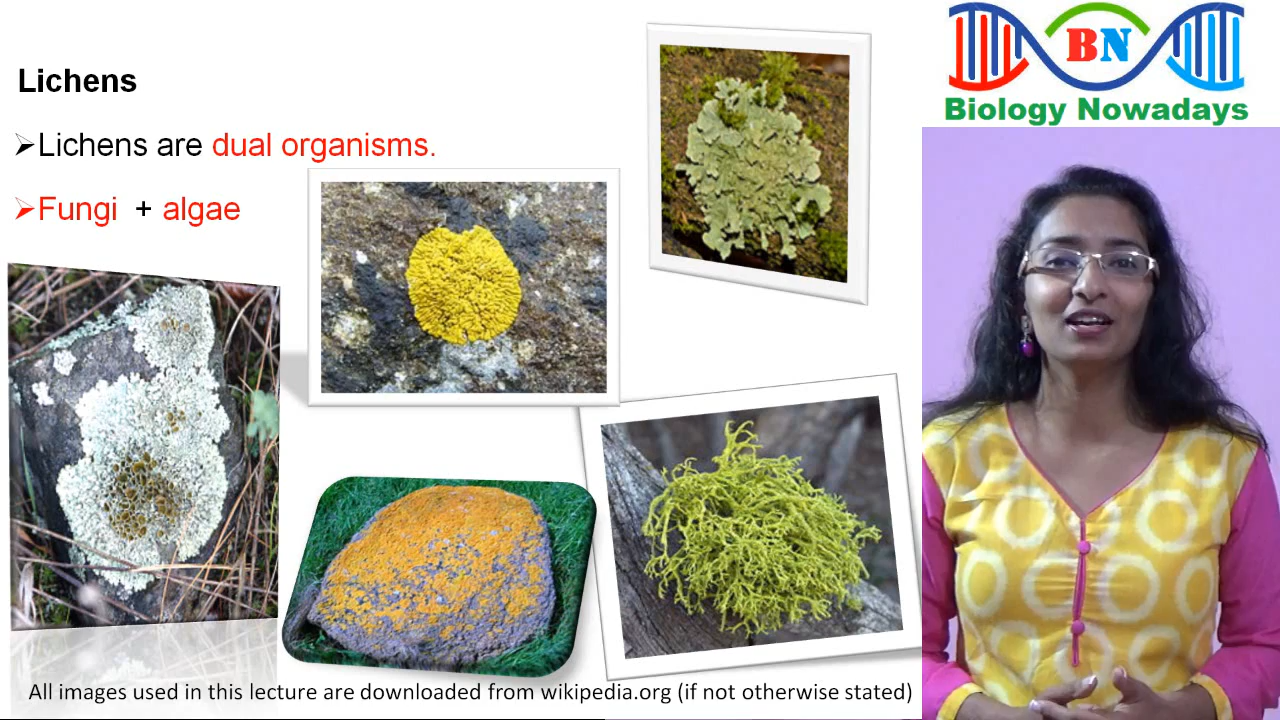 Lichens
➢Lichens are dual organisms.
➢Fungi + algae
BN
Biology Nowadays
All images used in this lecture are downloaded from wikipedia.org (if not otherwise stated)